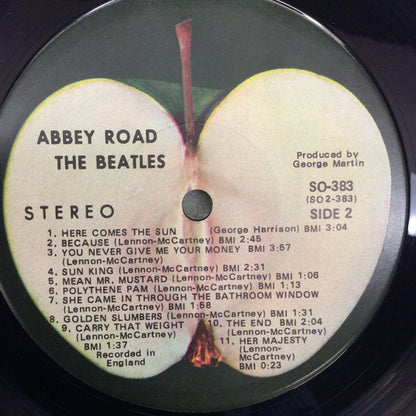 ABBEY ROAD
THE BEATLES
Produced by
George Martin
STEREO
SO-383
(SO 2-383)
SIDE 2
1. HERE COMES THE SUN (George Harrison) BMI 3:04
2. BECAUSE (Lennon-McCartney) BMI 2:45
3. YOU NEVER GIVE ME YOUR MONEY BMI 3:57
(Lennon-McCartney)
4. SUN KING (Lennon-McCartney) BMI 2:31
5. MEAN MR. MUSTARD (Lennon-McCartney) BMI 1:06
6. POLYTHENE PAM (Lennon-McCartney) BMI 1:13
7. SHE CAME IN THROUGH THE BATHROOM WINDOW
(Lennon-McCartney) BMI 1:58
8. GOLDEN SLUMBERS (Lennon-McCartney) BMI 1:31
9. CARRY THAT WEIGHT
(Lennon-McCartney)
BMI 1:37
10. THE END BMI 2:04
(Lennon-McCartney)
11. HER MAJESTY
(Lennon-
McCartney)
BMI 0:23
Recorded in
England